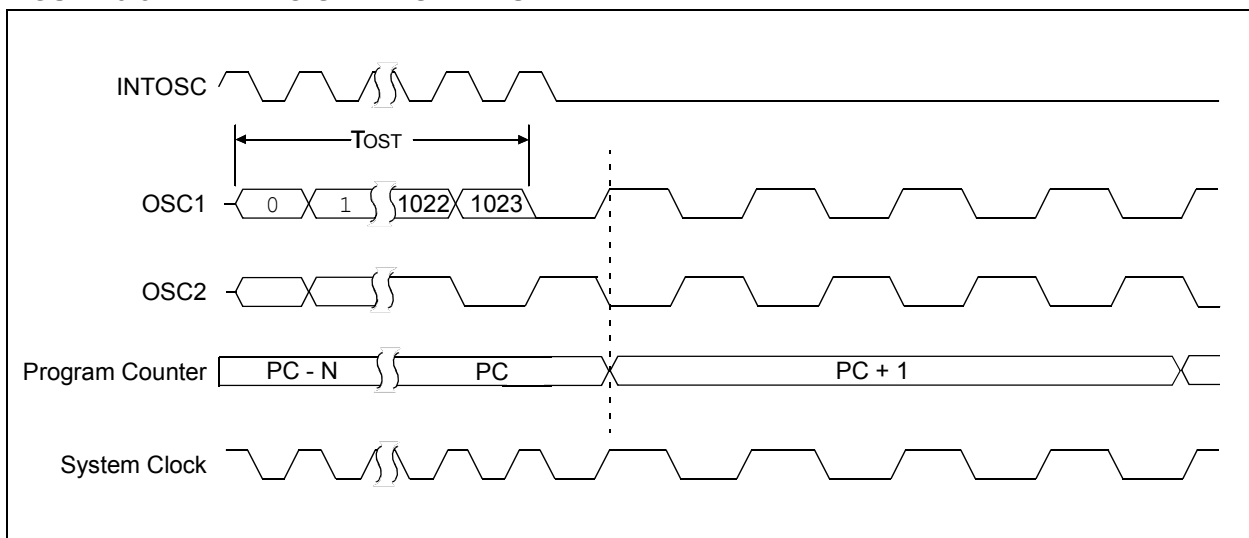 INTOSC
TOST
OSC1 0 1 1022 1023
OSC2
Program Counter PC - N PC PC + 1
System Clock